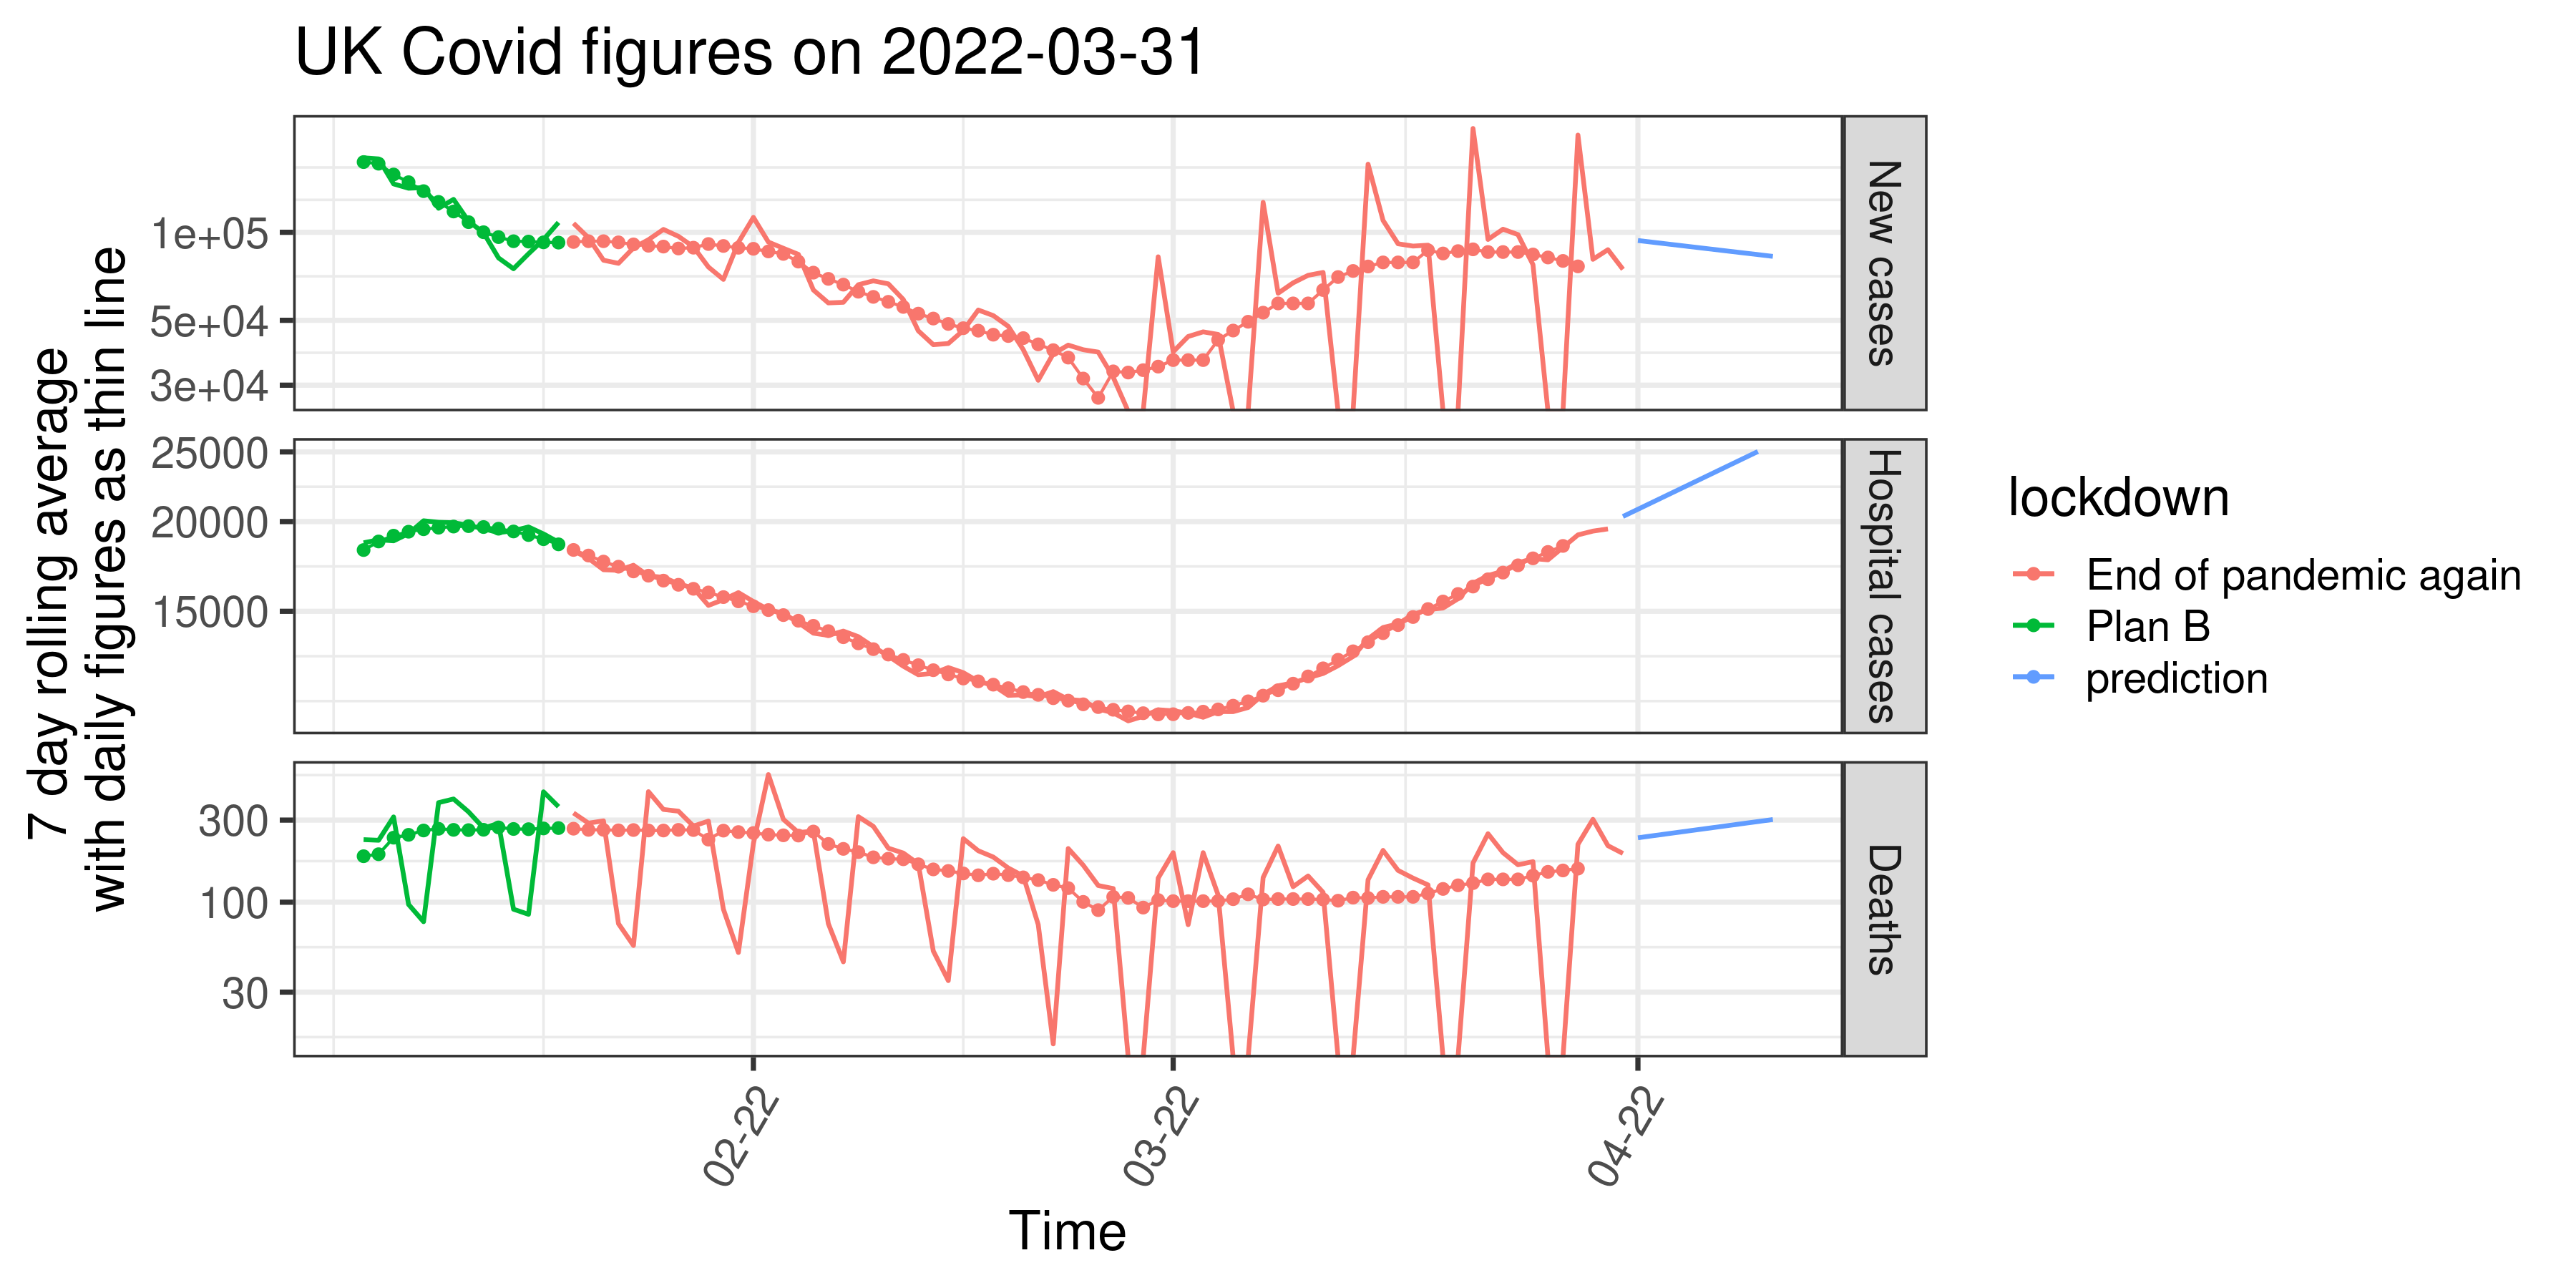 UK Covid figures on 2022-03-31
7 day rolling average
with daily figures as thin line
1e+05
5e+04
3e+04
New cases
25000
20000
15000
Hospital cases
300
100
30
Deaths
02-22
03-22
04-22
Time
lockdown
End of pandemic again
Plan B
prediction